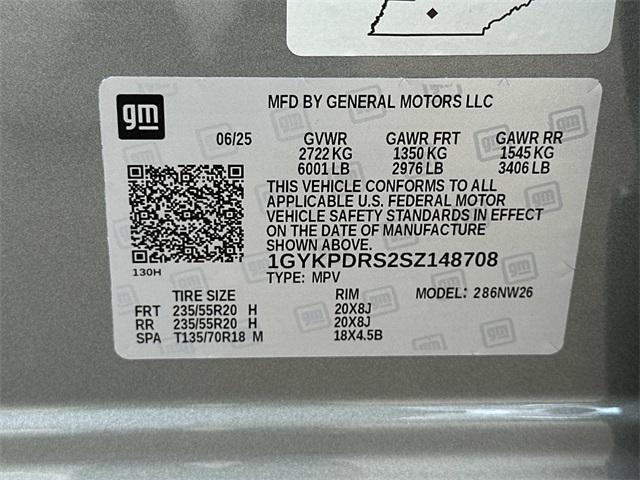 gm
MFD BY GENERAL MOTORS LLC
06/25 GVWR GAWR FRT GAWR RR
2722 KG 1350 KG 1545 KG
6001 LB 2976 LB 3406 LB
THIS VEHICLE CONFORMS TO ALL
APPLICABLE U.S. FEDERAL MOTOR
VEHICLE SAFETY STANDARDS IN EFFECT
ON THE DATE OF MANUFACTURE
SHOWN ABOVE.
1GYKPDRS2SZ148708
130H
TYPE: MPV
TIRE SIZE RIM MODEL: 286NW26
FRT 235/55R20 H 20X8J
RR 235/55R20 H 20X8J
SPA T135/70R18 M 18X4.5B